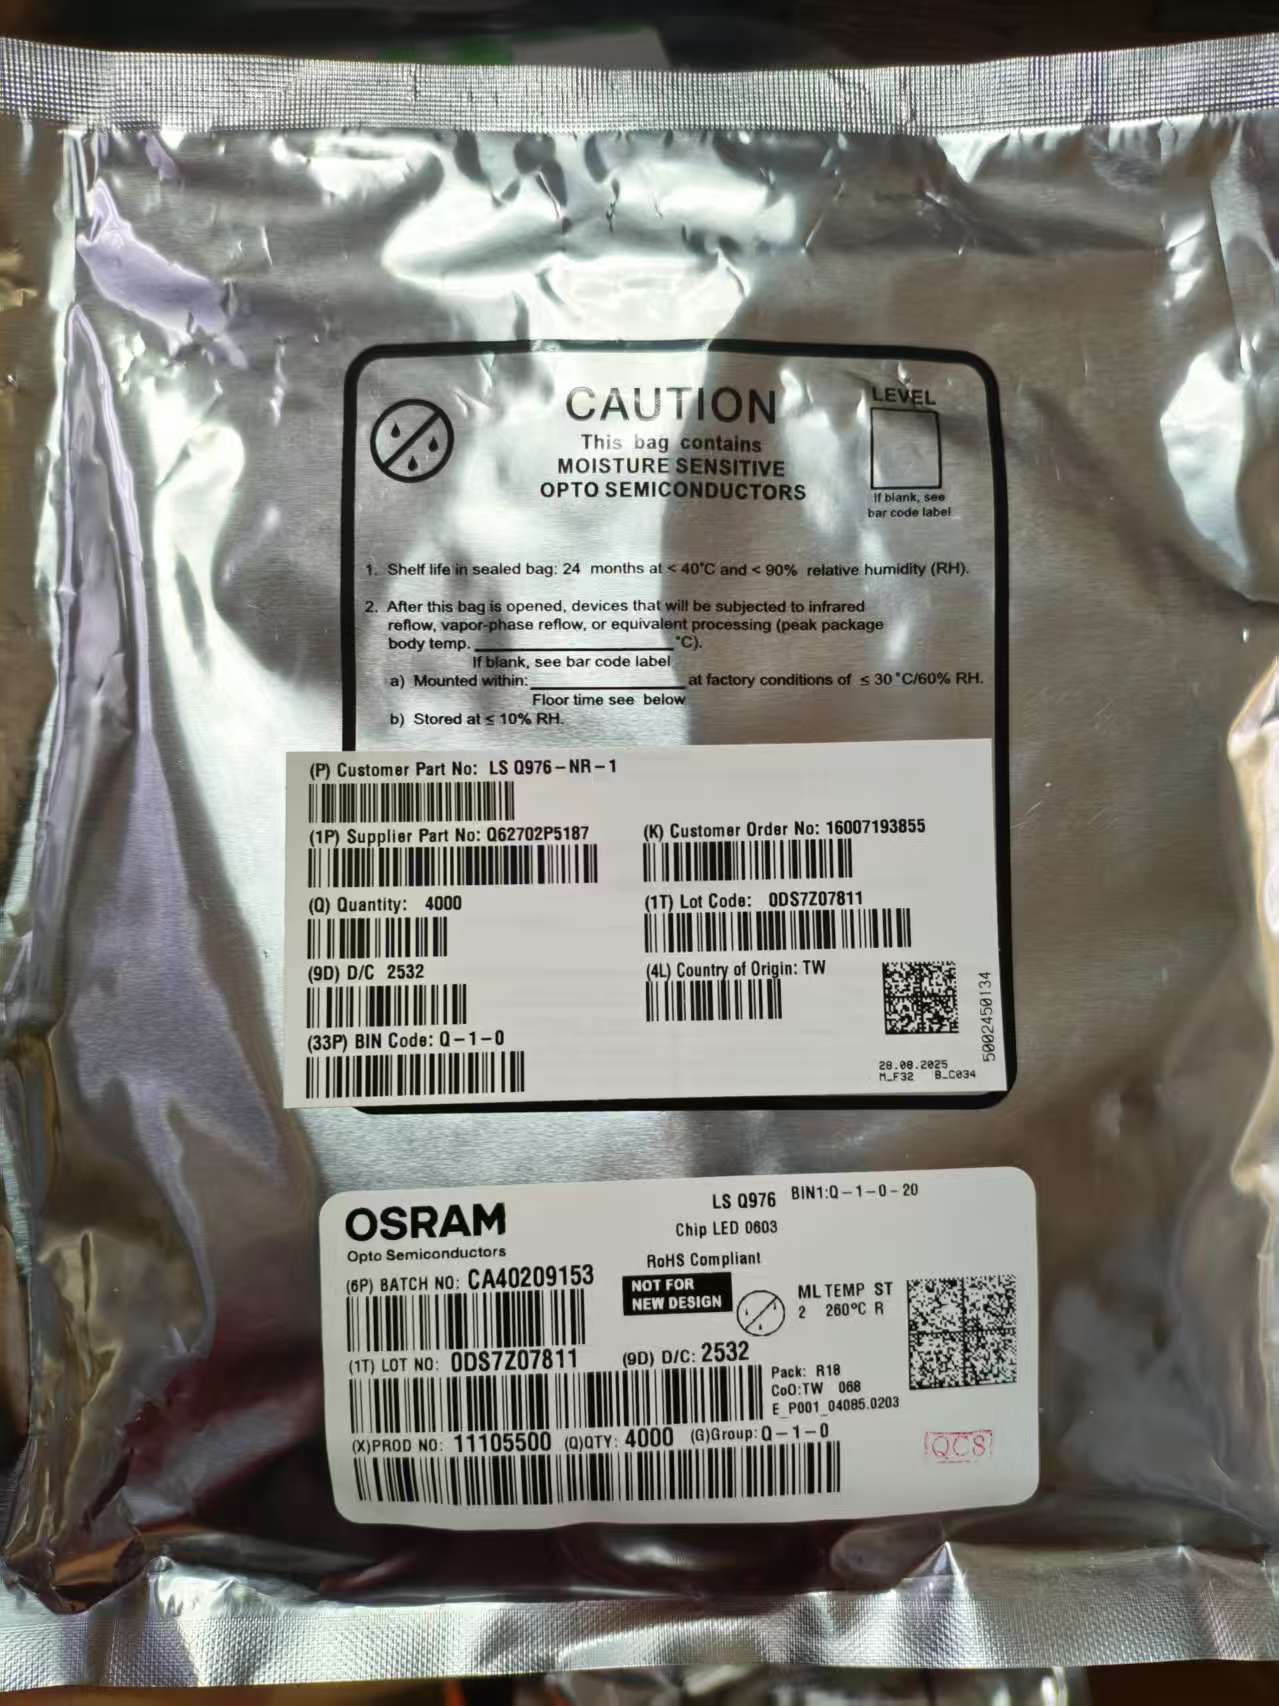 CAUTION
This bag contains
MOISTURE SENSITIVE
OPTO SEMICONDUCTORS
LEVEL
If blank, see
bar code label
1. Shelf life in sealed bag: 24 months at < 40°C and < 90% relative humidity (RH).
2. After this bag is opened, devices that will be subjected to infrared
reflow, vapor-phase reflow, or equivalent processing (peak package
body temp. ____________ °C).
If blank, see bar code label
a) Mounted within: ____________ at factory conditions of ≤ 30°C/60% RH.
Floor time see below
b) Stored at ≤ 10% RH.
(P) Customer Part No: LS Q976-NR-1
(1P) Supplier Part No: Q62702P5187
(K) Customer Order No: 16007193855
(Q) Quantity: 4000
(1T) Lot Code: 0DS7Z07811
(9D) D/C 2532
(4L) Country of Origin: TW
(33P) BIN Code: Q-1-0
5002450134
28.08.2025
M_F32 B_C034
OSRAM
Opto Semiconductors
LS Q976 BIN1:Q-1-0-20
Chip LED 0603
RoHS Compliant
(6P) BATCH NO: CA40209153
NOT FOR
NEW DESIGN
ML TEMP ST
2 260°C R
(1T) LOT NO: 0DS7Z07811 (9D) D/C: 2532
Pack: R18
CoO:TW 068
E_P001_04085.0203
(X)PROD NO: 11105500 (Q)QTY: 4000 (G)Group: Q-1-0
QC8